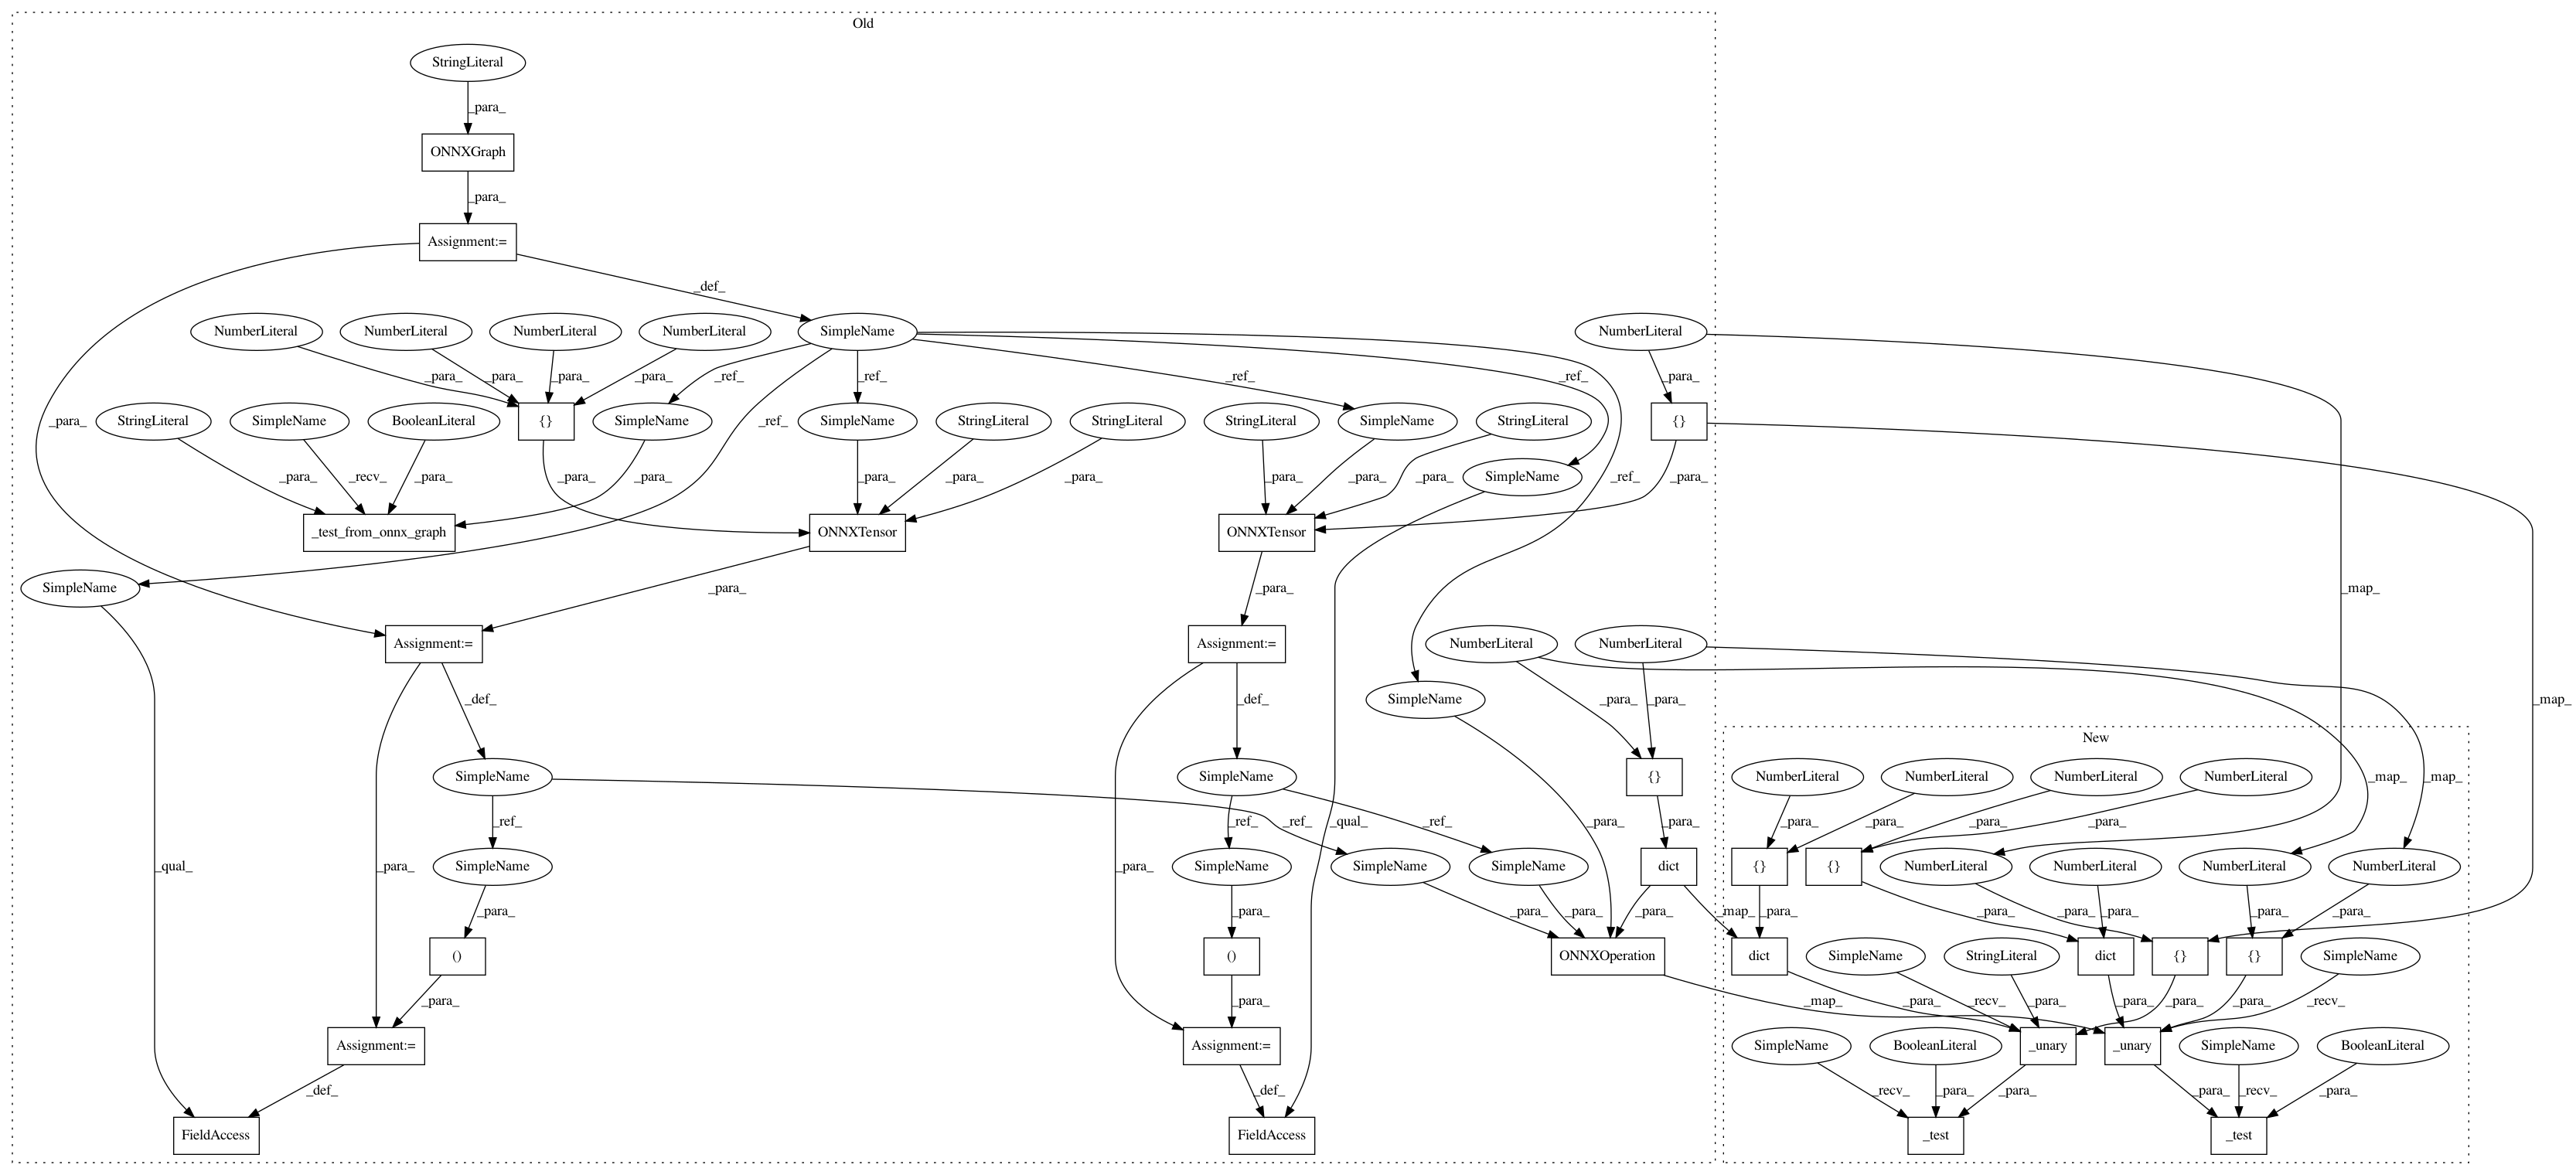 Old
StringLiteral
_para_
ONNXGraph
_para_
Assignment:=
_def_
NumberLiteral
NumberLiteral
NumberLiteral
NumberLiteral
SimpleName
NumberLiteral
_para_
_para_
_para_
_para_
_ref_
_ref_
_ref_
_ref_
_para_
_para_
StringLiteral
SimpleName
BooleanLiteral
{}
SimpleName
SimpleName
StringLiteral
StringLiteral
StringLiteral
SimpleName
StringLiteral
{}
_ref_
_para_
_recv_
_para_
_para_
_para_
_para_
_para_
_para_
_para_
_para_
_para_
SimpleName
_ref_
_para_
_test_from_onnx_graph
ONNXTensor
ONNXTensor
SimpleName
_para_
_para_
_map_
Assignment:=
Assignment:=
NumberLiteral
NumberLiteral
_def_
_def_
SimpleName
_para_
_para_
_map_
New
SimpleName
SimpleName
{}
NumberLiteral
NumberLiteral
NumberLiteral
NumberLiteral
_map_
_map_
_ref_
_ref_
_ref_
_qual_
_ref_
_para_
_para_
_para_
_para_
_para_
_para_
_qual_
_para_
SimpleName
_para_
SimpleName
SimpleName
SimpleName
dict
{}
{}
NumberLiteral
NumberLiteral
NumberLiteral
NumberLiteral
_para_
_para_
_para_
_para_
_para_
_map_
_para_
_para_
_para_
_para_
_para_
_para_
()
()
ONNXOperation
dict
SimpleName
StringLiteral
dict
{}
{}
SimpleName
_para_
_para_
_map_
_para_
_recv_
_para_
_para_
_para_
_para_
_recv_
Assignment:=
Assignment:=
SimpleName
BooleanLiteral
_unary
_unary
SimpleName
BooleanLiteral
_def_
_def_
_recv_
_para_
_para_
_para_
_recv_
_para_
FieldAccess
FieldAccess
_test
_test